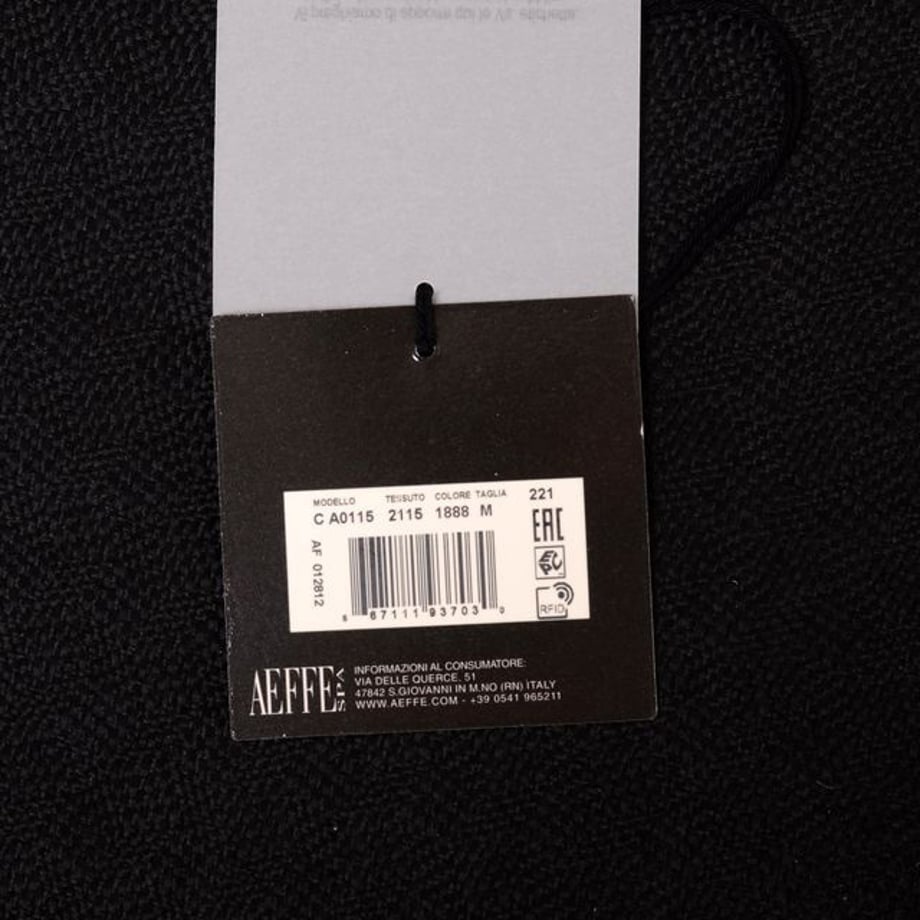 MODELLO TESSUTO COLORE TAGLIA 221
C A0115 2115 1888 M
EAC
AF 012812
EPC
RFID
67111 93703 0
AEFFE SPA
INFORMAZIONI AL CONSUMATORE:
VIA DELLE QUERCE, 51
47842 S.GIOVANNI IN M.NO (RN) ITALY
WWW.AEFFE.COM - +39 0541 965211